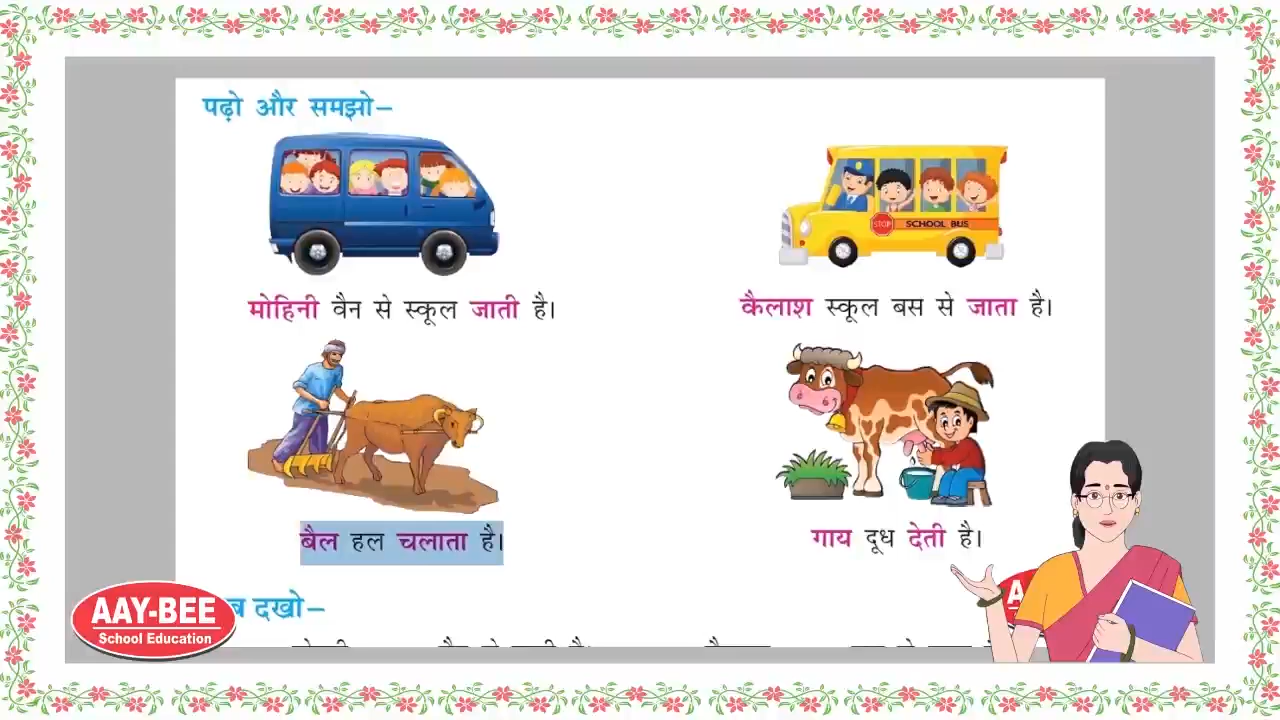 पढ़ो और समझो–
STOP SCHOOL BUS
मोहिनी वैन से स्कूल जाती है।
कैलाश स्कूल बस से जाता है।
बैल हल चलाता है।
गाय दूध देती है।
AAY-BEE
School Education
देखो–